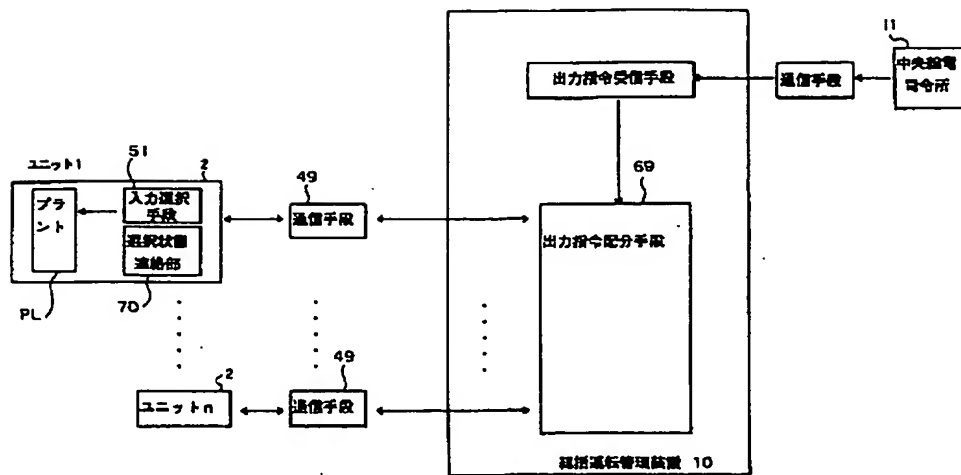 11
出力指令受信手段
通信手段
中央給電
司令所
ユニット1
2
51
49
69
プラ
ント
入力選択
手段
選択状態
連絡部
通信手段
出力指令配分手段
PL
70
49
2
ユニットn
通信手段
総括運転管理装置 10